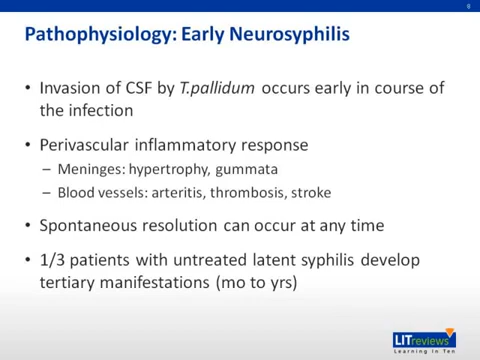 8
Pathophysiology: Early Neurosyphilis
• Invasion of CSF by T.pallidum occurs early in course of
the infection
• Perivascular inflammatory response
– Meninges: hypertrophy, gummata
– Blood vessels: arteritis, thrombosis, stroke
• Spontaneous resolution can occur at any time
• 1/3 patients with untreated latent syphilis develop
tertiary manifestations (mo to yrs)
LITreviews
Learning in Ten